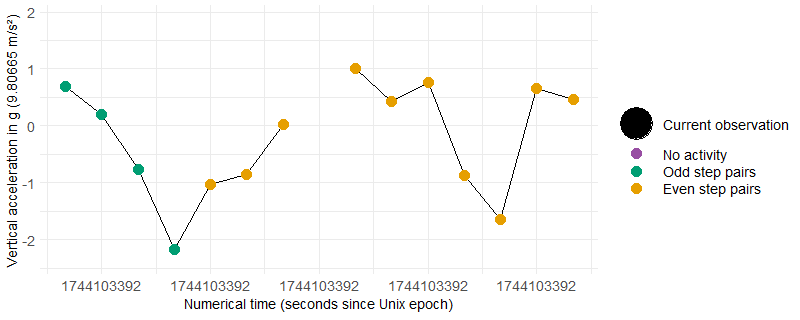 Vertical acceleration in g (9.80665 m/s²)
2
1
0
-1
-2
1744103392 1744103392 1744103392 1744103392 1744103392
Numerical time (seconds since Unix epoch)
Current observation
No activity
Odd step pairs
Even step pairs